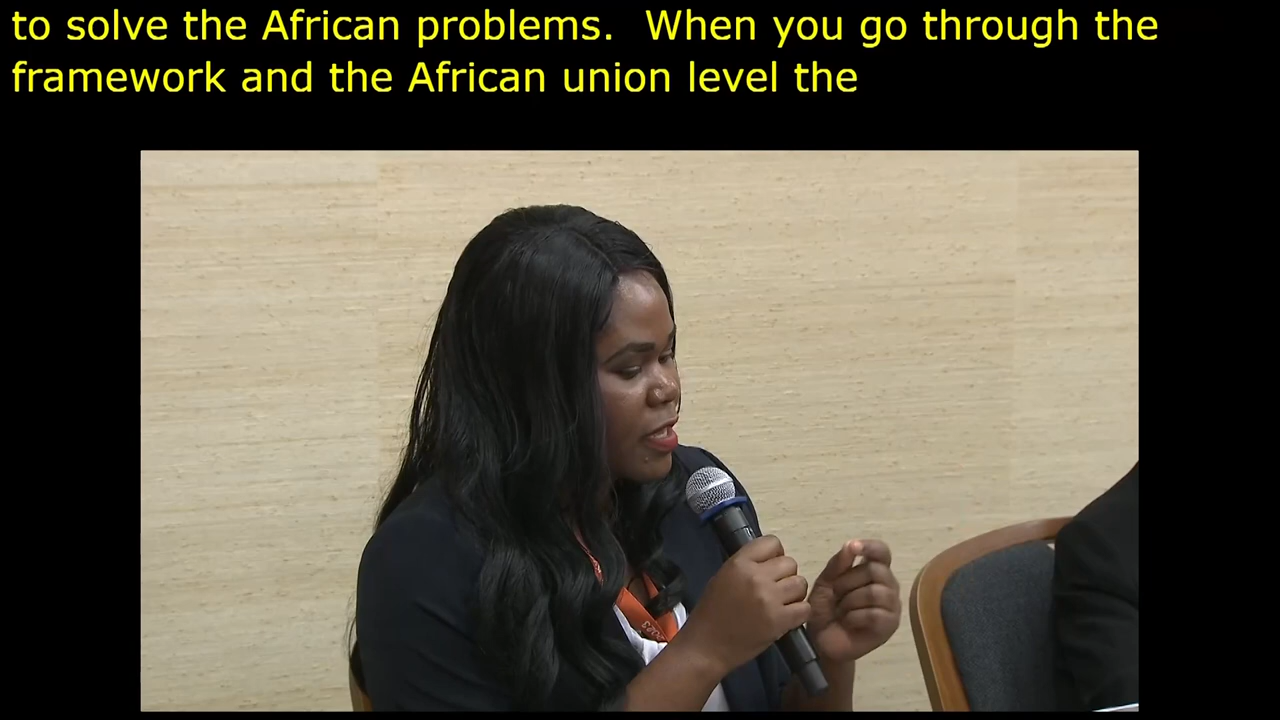 to solve the African problems.  When you go through the
framework and the African union level the